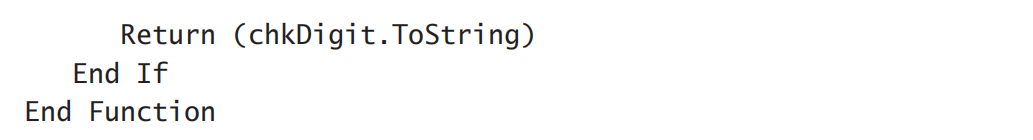 Return (chkDigit.ToString)
End If
End Function